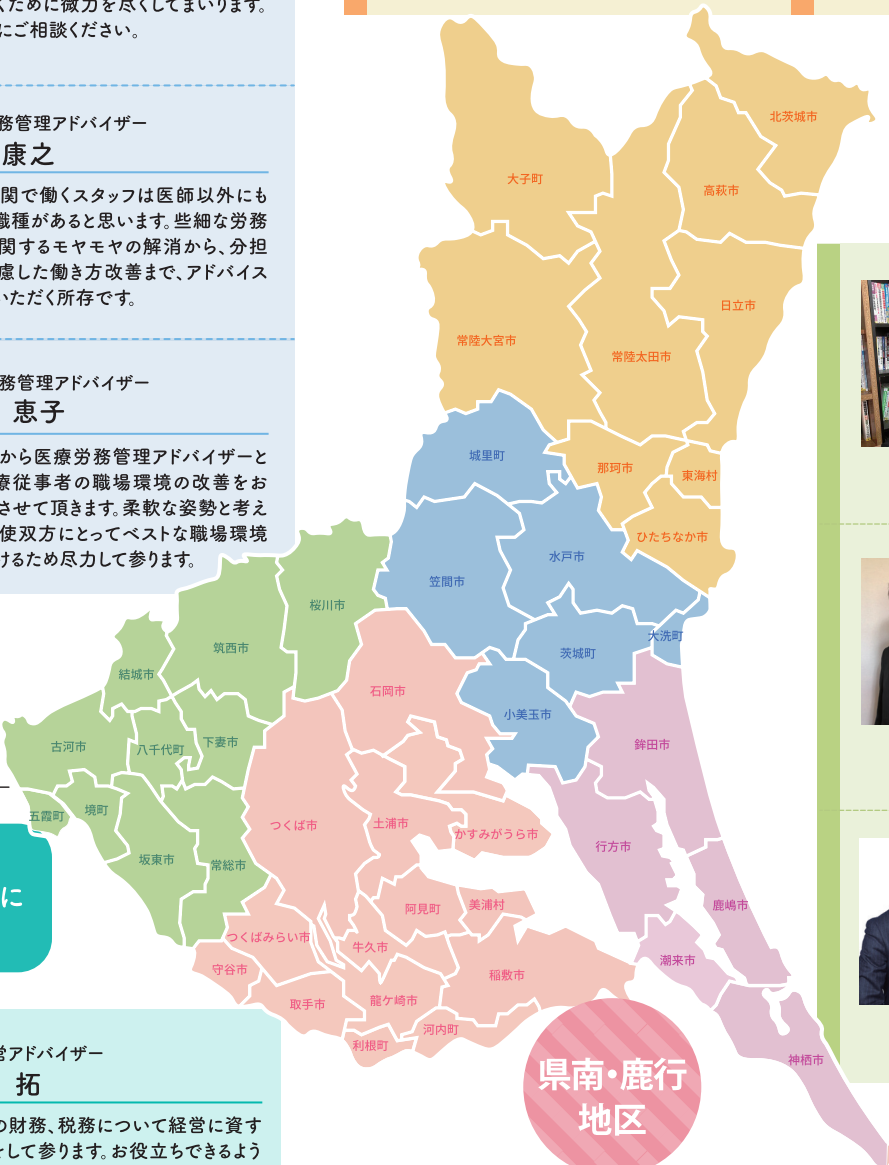 くために微力を尽くしてまいります。
にご相談ください。
務管理アドバイザー
康之
関で働くスタッフは医師以外にも
職種があると思います。些細な労務
関するモヤモヤの解消から、分担
慮した働き方改善まで、アドバイス
いただく所存です。
務管理アドバイザー
恵子
から医療労務管理アドバイザーと
療従事者の職場環境の改善をお
させて頂きます。柔軟な姿勢と考え
使双方にとってベストな職場環境
けるため尽力して参ります。
に
営アドバイザー
拓
の財務、税務について経営に資す
をして参ります。お役立ちできるよう
北茨城市
大子町
高萩市
日立市
常陸大宮市
常陸太田市
城里町
那珂市
東海村
ひたちなか市
水戸市
笠間市
桜川市
大洗町
筑西市
茨城町
結城市
石岡市
小美玉市
古河市
八千代町
下妻市
鉾田市
五霞町
境町
つくば市
土浦市
かすみがうら市
行方市
坂東市
常総市
阿見町
美浦村
鹿嶋市
つくばみらい市
牛久市
潮来市
守谷市
稲敷市
取手市
龍ケ崎市
河内町
利根町
神栖市
県南・鹿行
地区